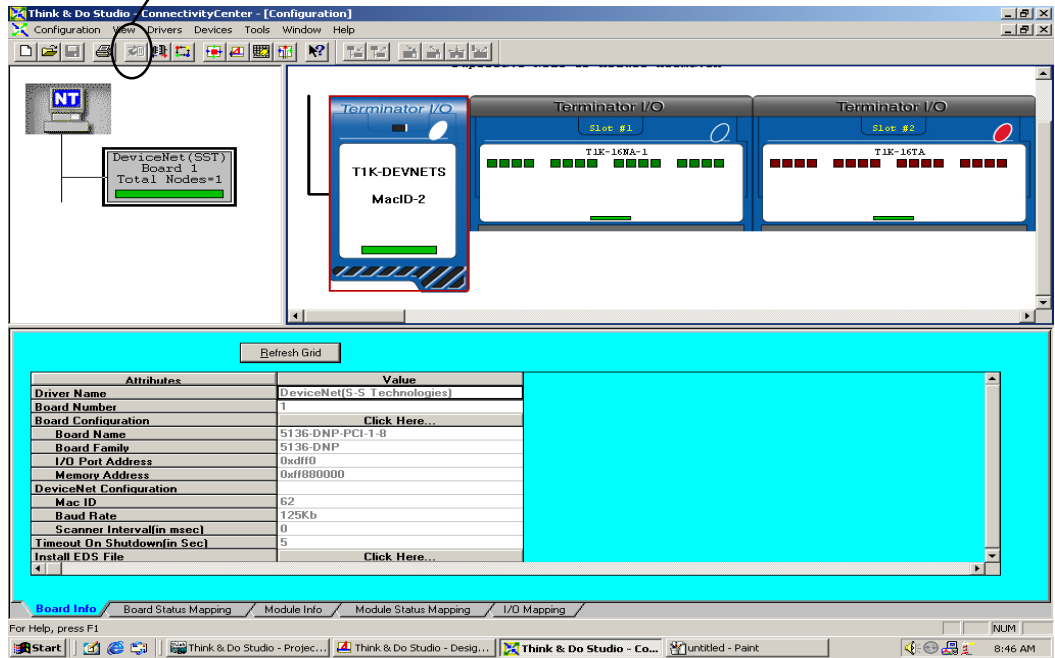 Think & Do Studio - ConnectivityCenter - [Configuration]
Configuration View Drivers Devices Tools Window Help
NT
DeviceNet(SST)
Board 1
Total Nodes=1
Terminator I/O
T1K-DEVNETS
MacID-2
Terminator I/O
Slot #1
T1K-16NA-1
Terminator I/O
Slot #2
T1K-16TA
Refresh Grid
Attributes Value
Driver Name DeviceNet(S-S Technologies)
Board Number 1
Board Configuration Click Here...
Board Name 5136-DNP-PCI-1-8
Board Family 5136-DNP
I/O Port Address 0xdff0
Memory Address 0xff880000
DeviceNet Configuration
Mac ID 62
Baud Rate 125Kb
Scanner Interval(in msec) 0
Timeout On Shutdown(in Sec) 5
Install EDS File Click Here...
Board Info Board Status Mapping Module Info Module Status Mapping I/O Mapping
For Help, press F1 NUM
Start Think & Do Studio - Projec... Think & Do Studio - Desig... Think & Do Studio - Co... untitled - Paint 8:46 AM